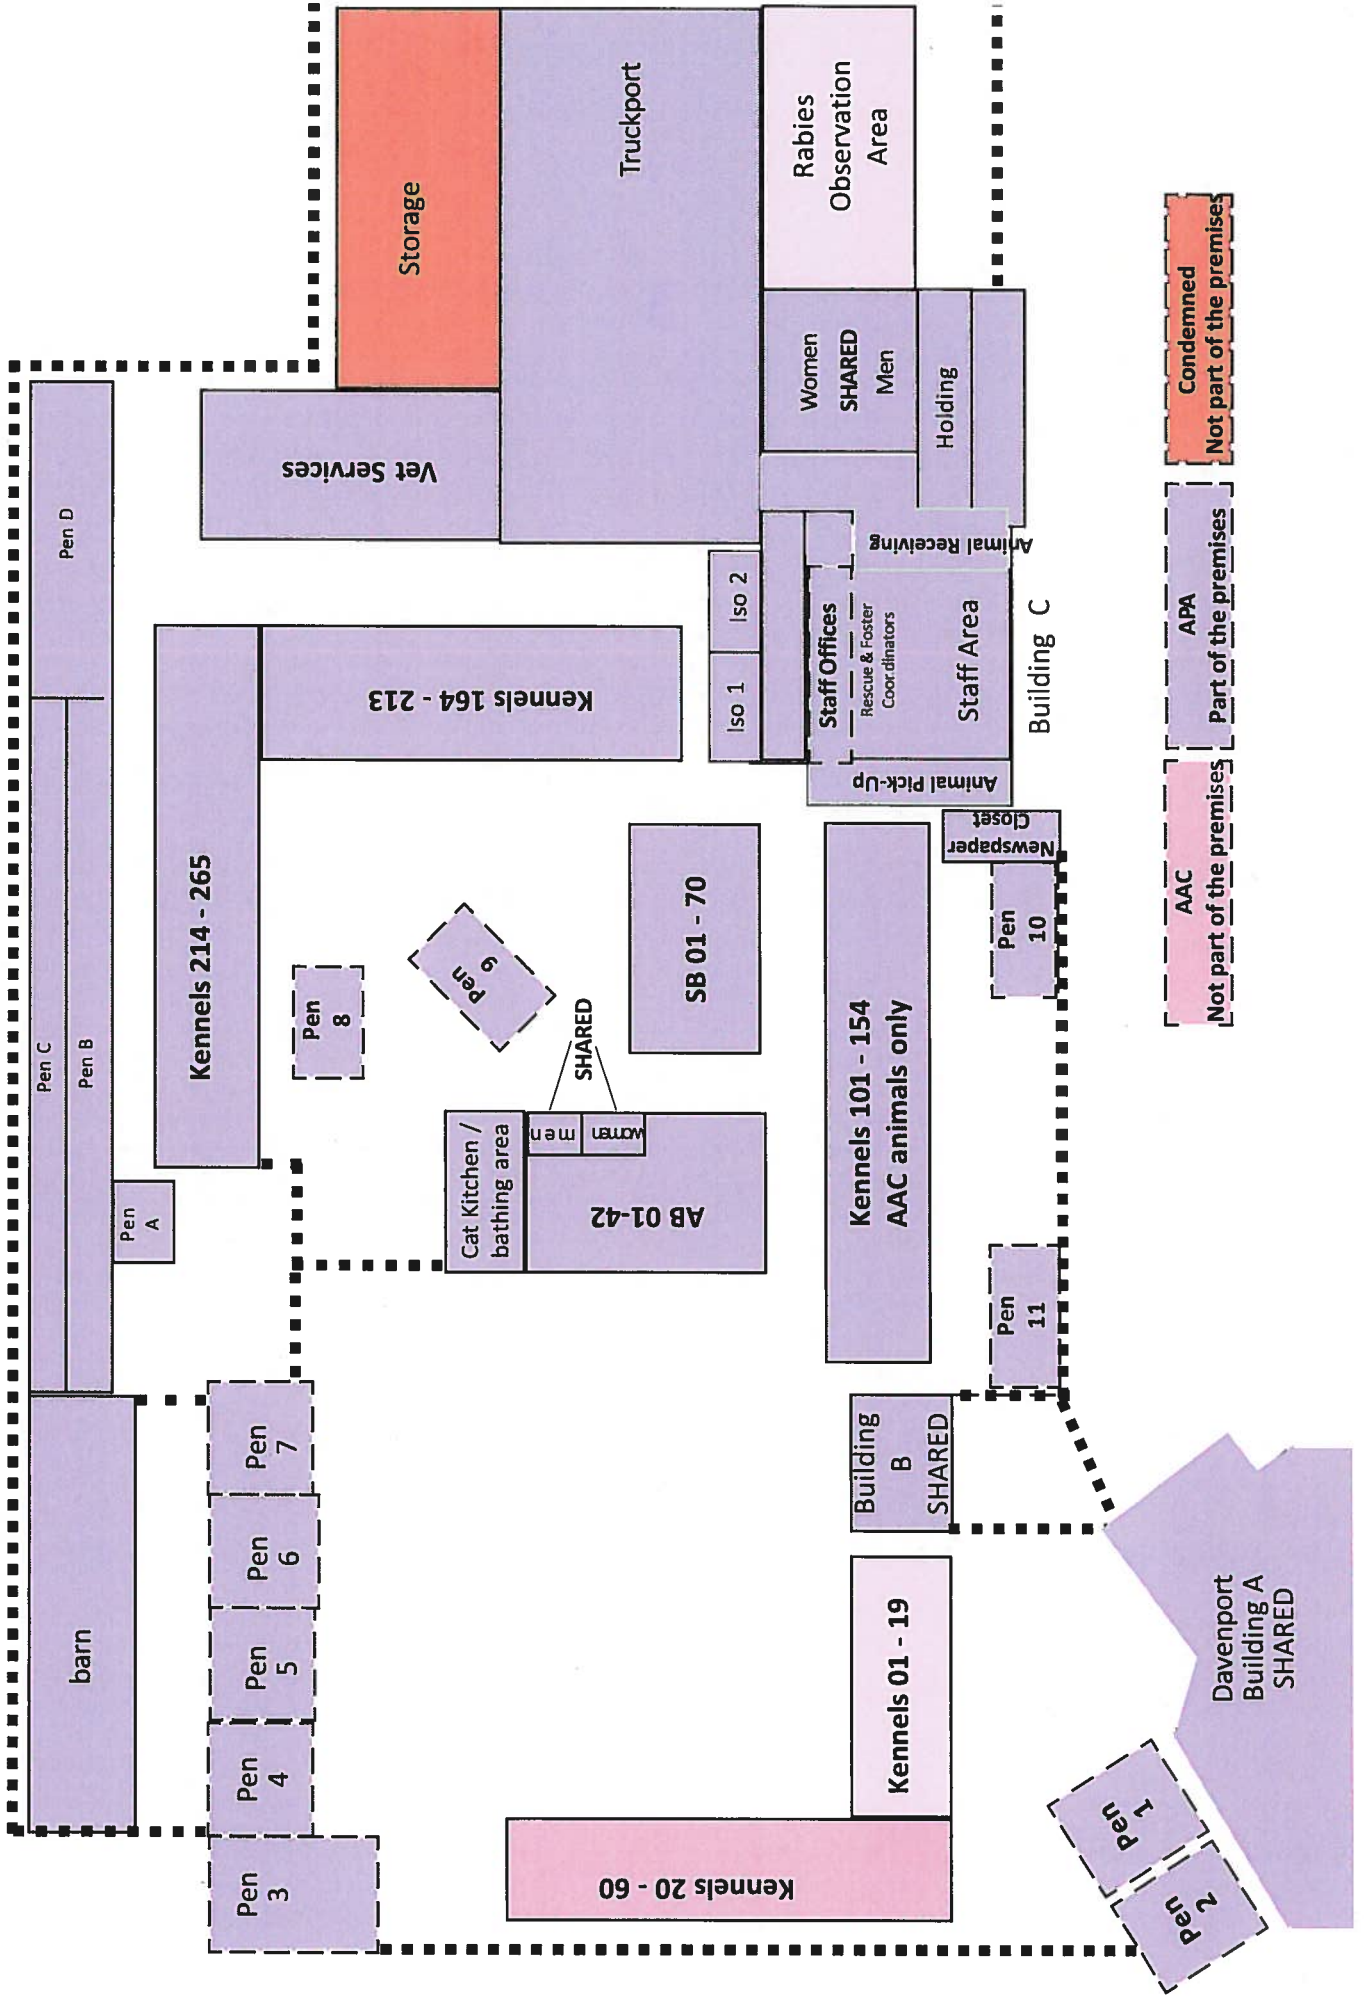 Pen D
Pen C
Pen B
Pen
A
barn
Storage
Truckport
Rabies
Observation
Area
Vet Services
Women
SHARED
Men
Holding
Animal Receiving
Iso 2
Iso 1
Staff Offices
Rescue & Foster
Coordinators
Staff Area
Building C
Animal Pick-Up
Newspaper
Closet
Kennels 164 - 213
Kennels 214 - 265
Pen
8
Pen
9
SHARED
men
women
SB 01 - 70
Cat Kitchen /
bathing area
AB 01-42
Kennels 101 - 154
AAC animals only
Pen
10
Pen
11
Pen
7
Pen
6
Pen
5
Pen
4
Pen
3
Building
B
SHARED
Kennels 01 - 19
Kennels 20 - 60
Davenport
Building A
SHARED
Pen
1
Pen
2
AAC
Not part of the premises
APA
Part of the premises
Condemned
Not part of the premises